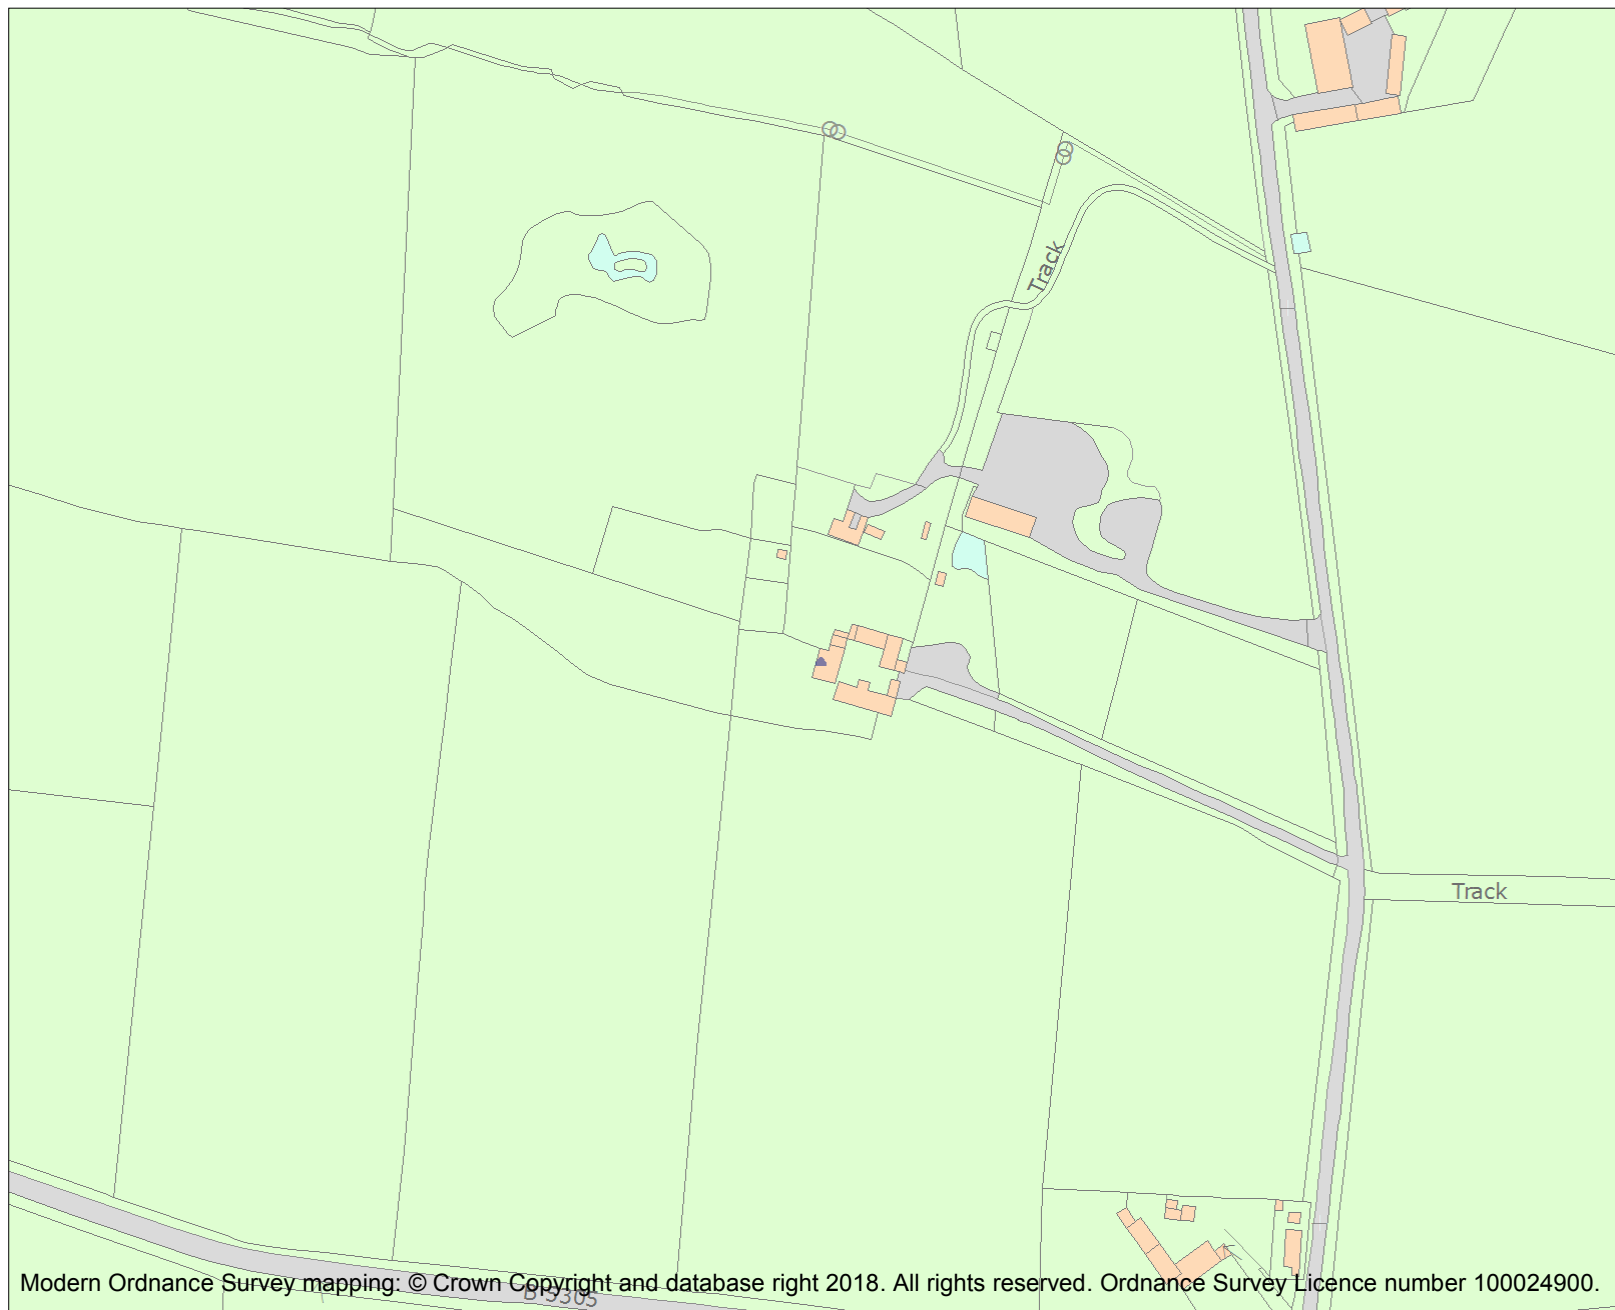 Track
Track
Modern Ordnance Survey mapping: © Crown Copyright and database right 2018. All rights reserved. Ordnance Survey Licence number 100024900.
B 5305